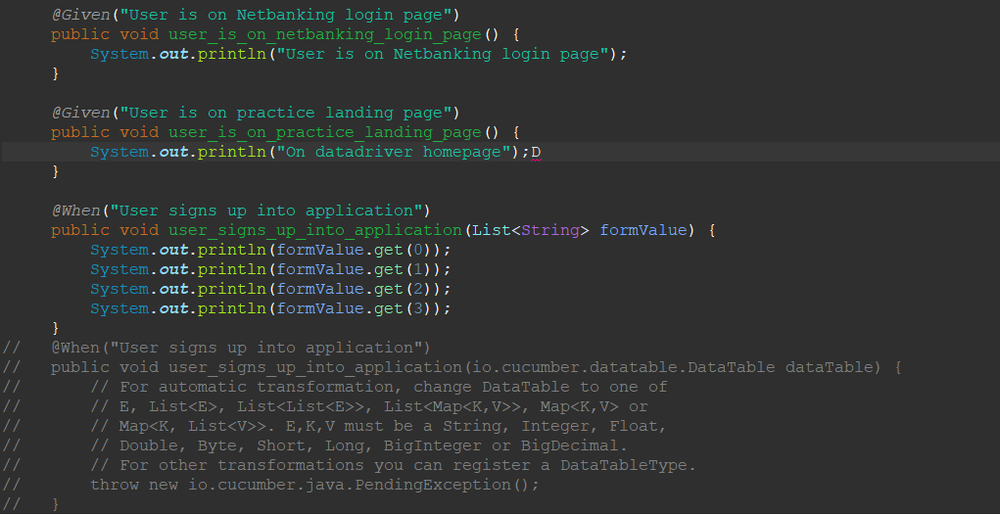 @Given("User is on Netbanking login page")
public void user_is_on_netbanking_login_page() {
System.out.println("User is on Netbanking login page");
}
@Given("User is on practice landing page")
public void user_is_on_practice_landing_page() {
System.out.println("On datadriver homepage");D
}
@When("User signs up into application")
public void user_signs_up_into_application(List<String> formValue) {
System.out.println(formValue.get(0));
System.out.println(formValue.get(1));
System.out.println(formValue.get(2));
System.out.println(formValue.get(3));
}
// @When("User signs up into application")
// public void user_signs_up_into_application(io.cucumber.datatable.DataTable dataTable) {
// // For automatic transformation, change DataTable to one of
// // E, List<E>, List<List<E>>, List<Map<K,V>>, Map<K,V> or
// // Map<K, List<V>>. E,K,V must be a String, Integer, Float,
// // Double, Byte, Short, Long, BigInteger or BigDecimal.
// // For other transformations you can register a DataTableType.
// throw new io.cucumber.java.PendingException();
// }